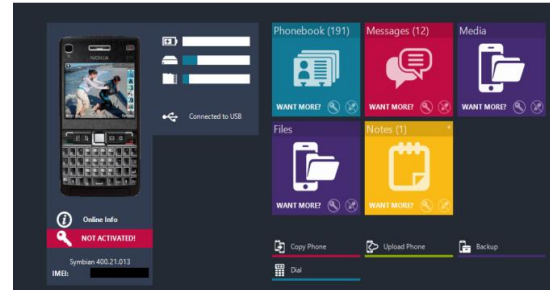 NOKIA
Connected to USB
Online Info
NOT ACTIVATED!
Symbian 400.21.013
IMEI:
Phonebook (191)
WANT MORE?
Messages (12)
WANT MORE?
Media
WANT MORE?
Files
WANT MORE?
Notes (1)
WANT MORE?
Copy Phone
Upload Phone
Backup
Dial